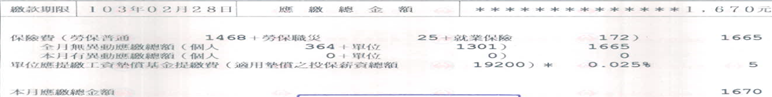 繳款期限 103年02月28日 應繳總金額 **************1,670元
保險費(勞保普通 1468+勞保職災 25+就業保險 172) 1665
全月無異動應繳總額(個人 364+單位 1301) 1665
本月有異動應繳總額(個人 0+單位 0) 0
單位應提繳工資墊償基金提繳費(適用墊償之投保薪資總額 19200)* 0.025% 5
本月應繳總金額 1670